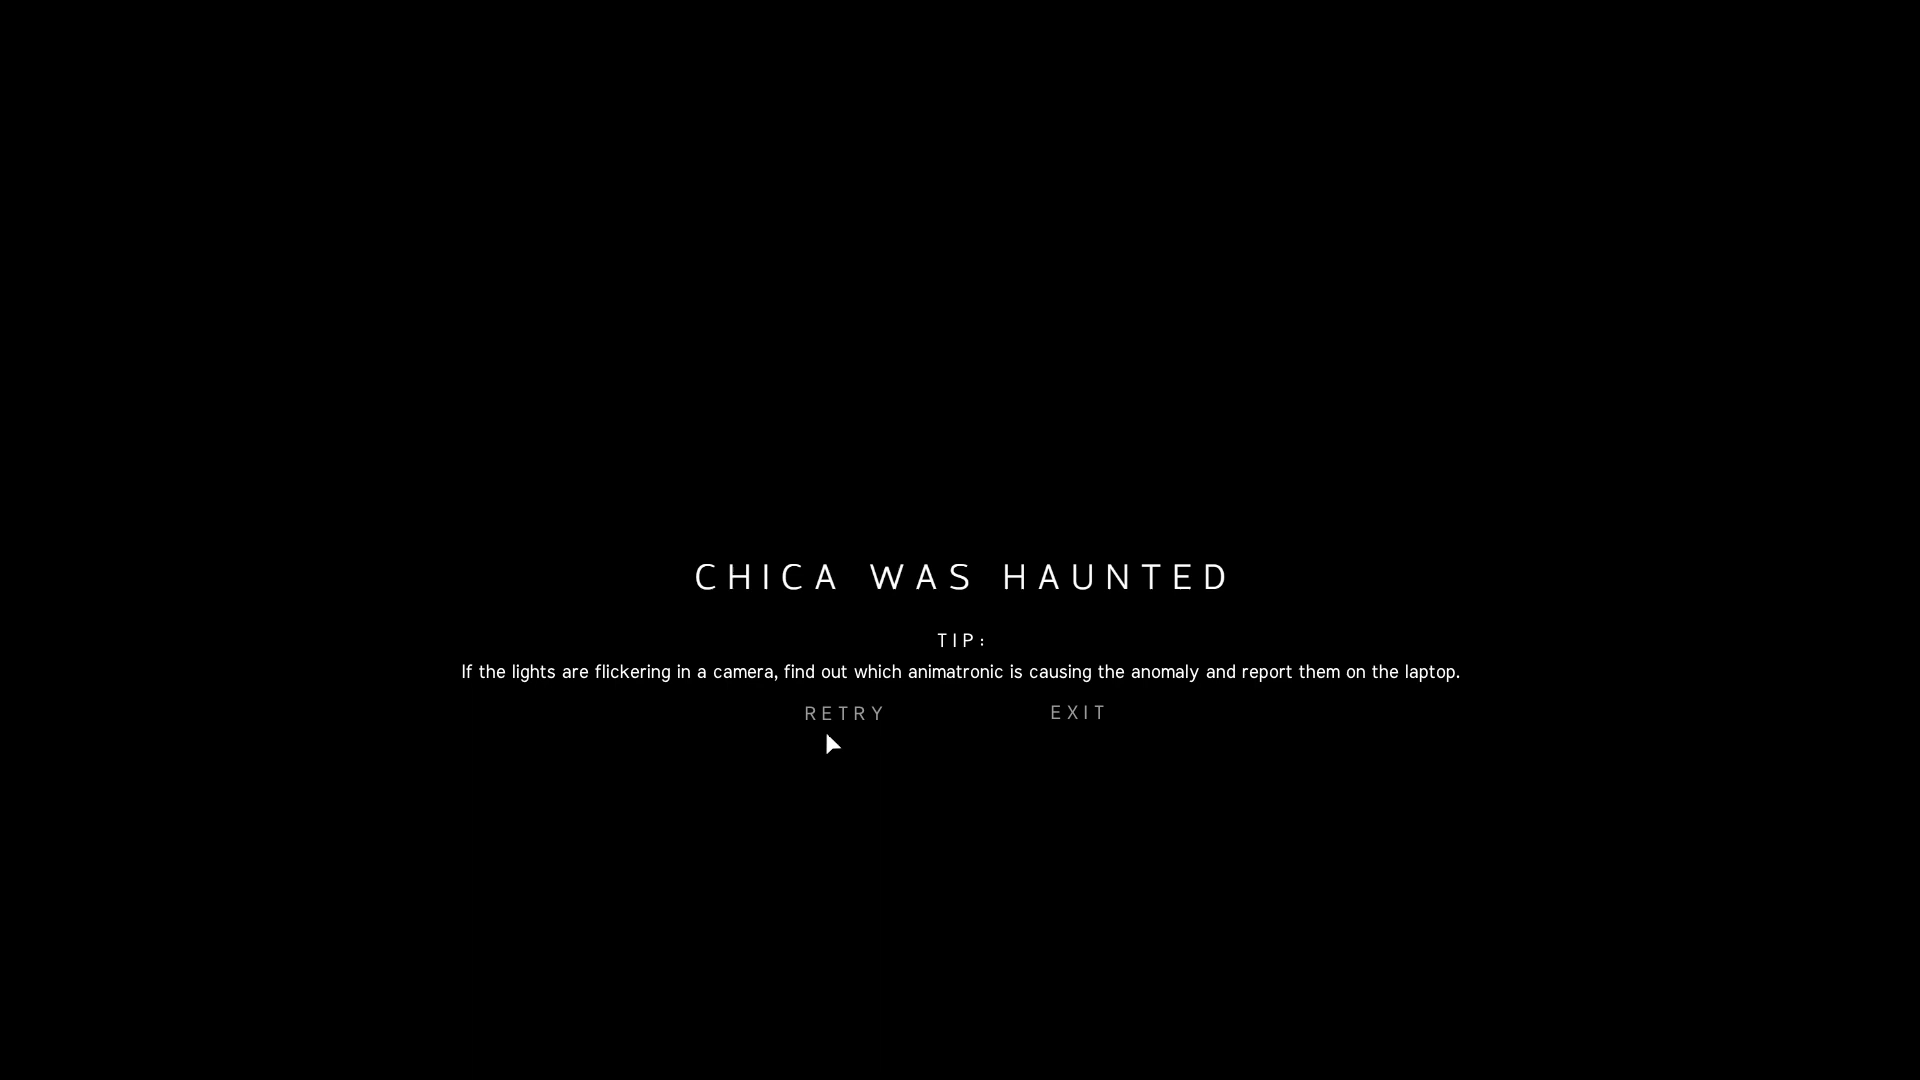 CHICA WAS HAUNTED
TIP:
If the lights are flickering in a camera, find out which animatronic is causing the anomaly and report them on the laptop.
RETRY EXIT